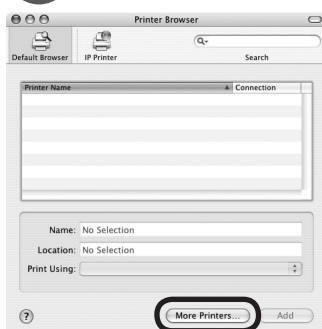 Printer Browser
Default Browser IP Printer Search
Printer Name Connection
Name: No Selection
Location: No Selection
Print Using:
? More Printers... Add